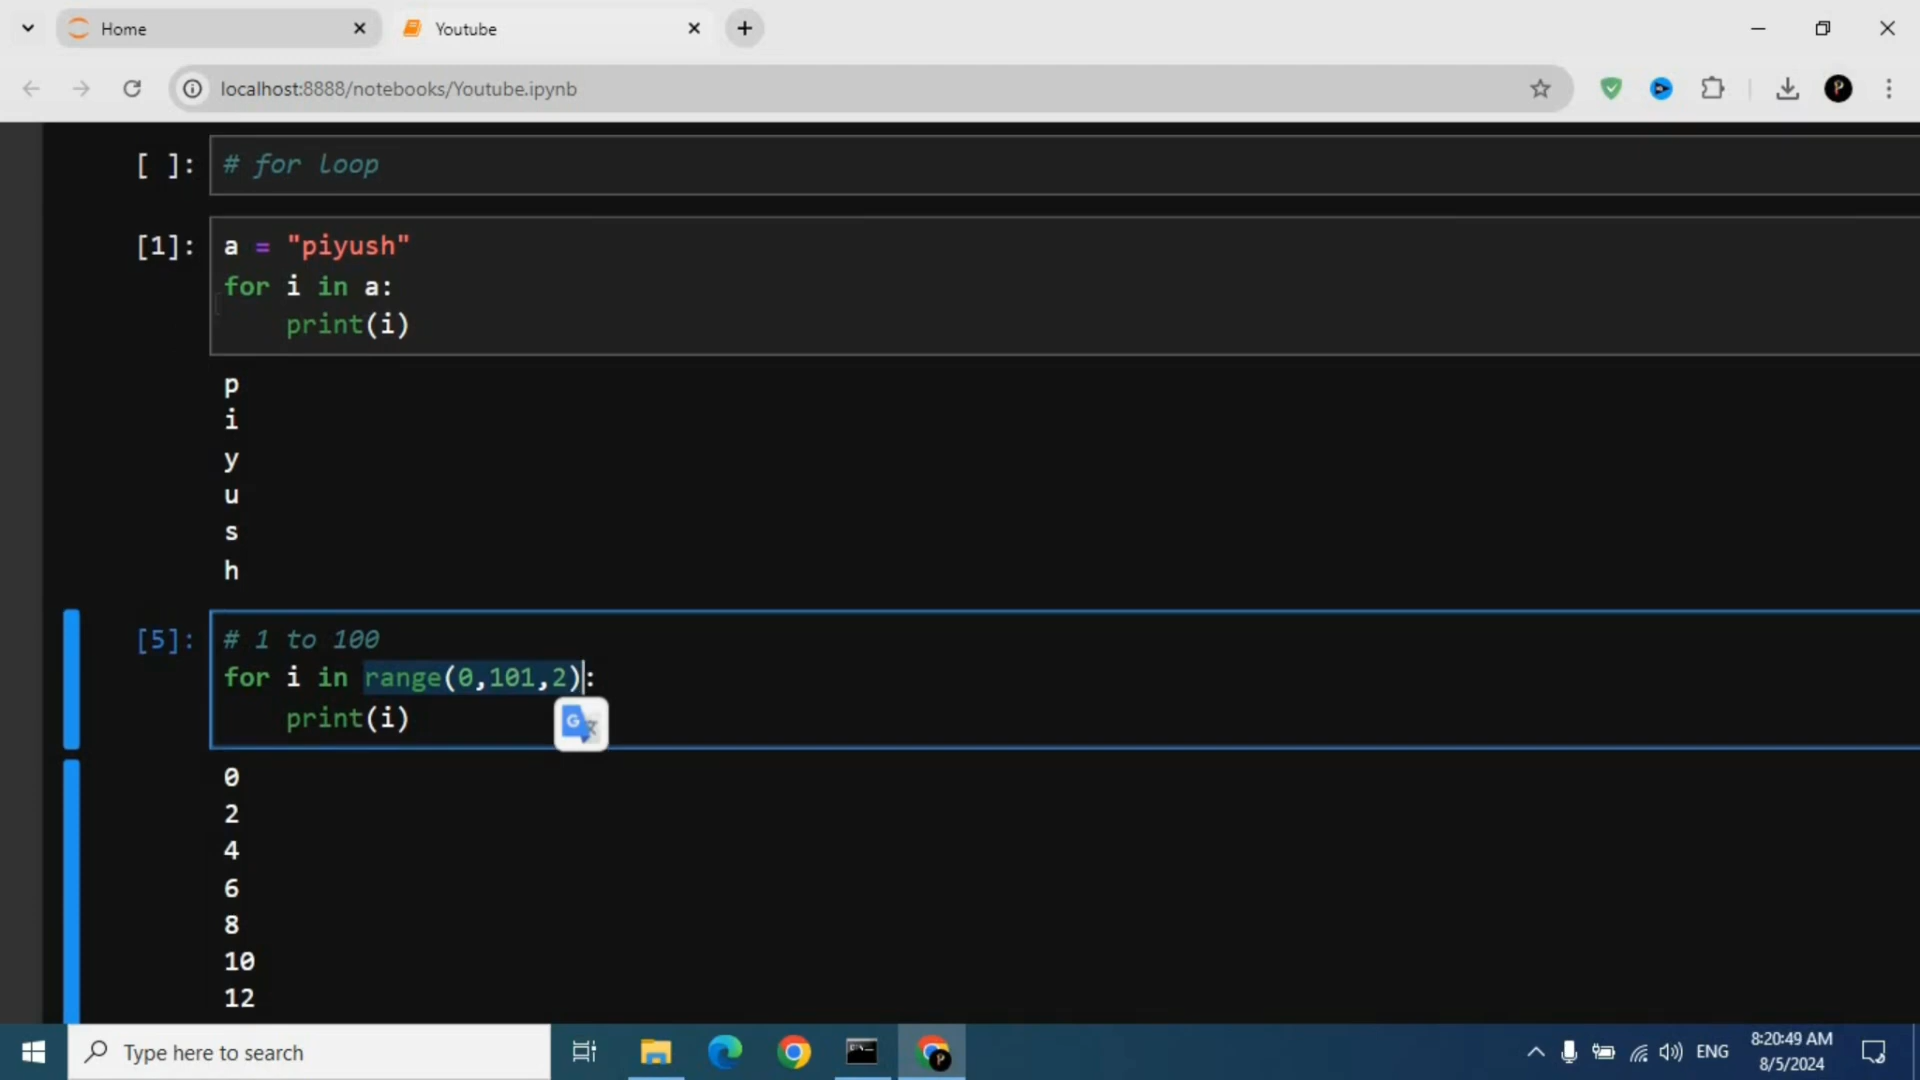 Home
Youtube
localhost:8888/notebooks/Youtube.ipynb
[ ]: # for loop
[1]: a = "piyush"
for i in a:
    print(i)
p
i
y
u
s
h
[5]: # 1 to 100
for i in range(0,101,2):
    print(i)
0
2
4
6
8
10
12
Type here to search
ENG
8:20:49 AM
8/5/2024